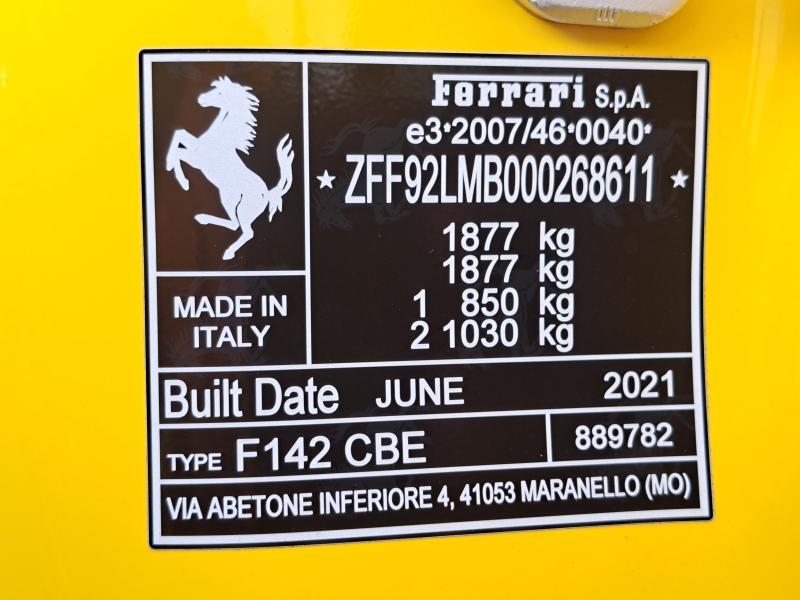 Ferrari S.p.A.
e3*2007/46*0040*
★ ZFF92LMB000268611 ★
1877 kg
1877 kg
1 850 kg
2 1030 kg
MADE IN
ITALY
Built Date JUNE 2021
TYPE F142 CBE 889782
VIA ABETONE INFERIORE 4, 41053 MARANELLO (MO)